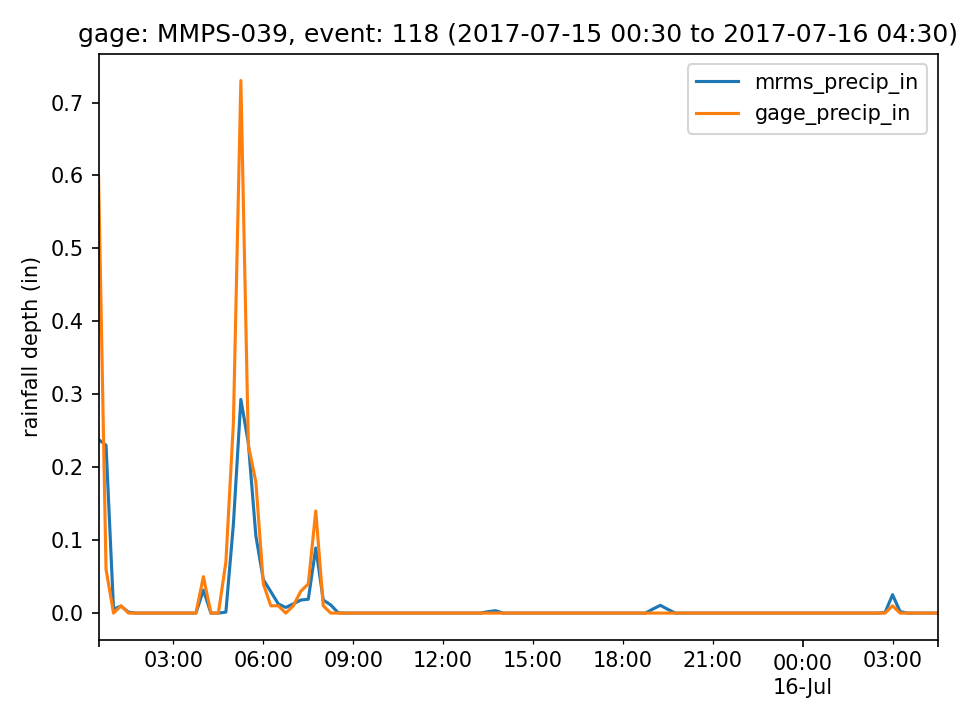 gage: MMPS-039, event: 118 (2017-07-15 00:30 to 2017-07-16 04:30)
mrms_precip_in
gage_precip_in
rainfall depth (in)
0.7
0.6
0.5
0.4
0.3
0.2
0.1
0.0
03:00 06:00 09:00 12:00 15:00 18:00 21:00 00:00 03:00
16-Jul